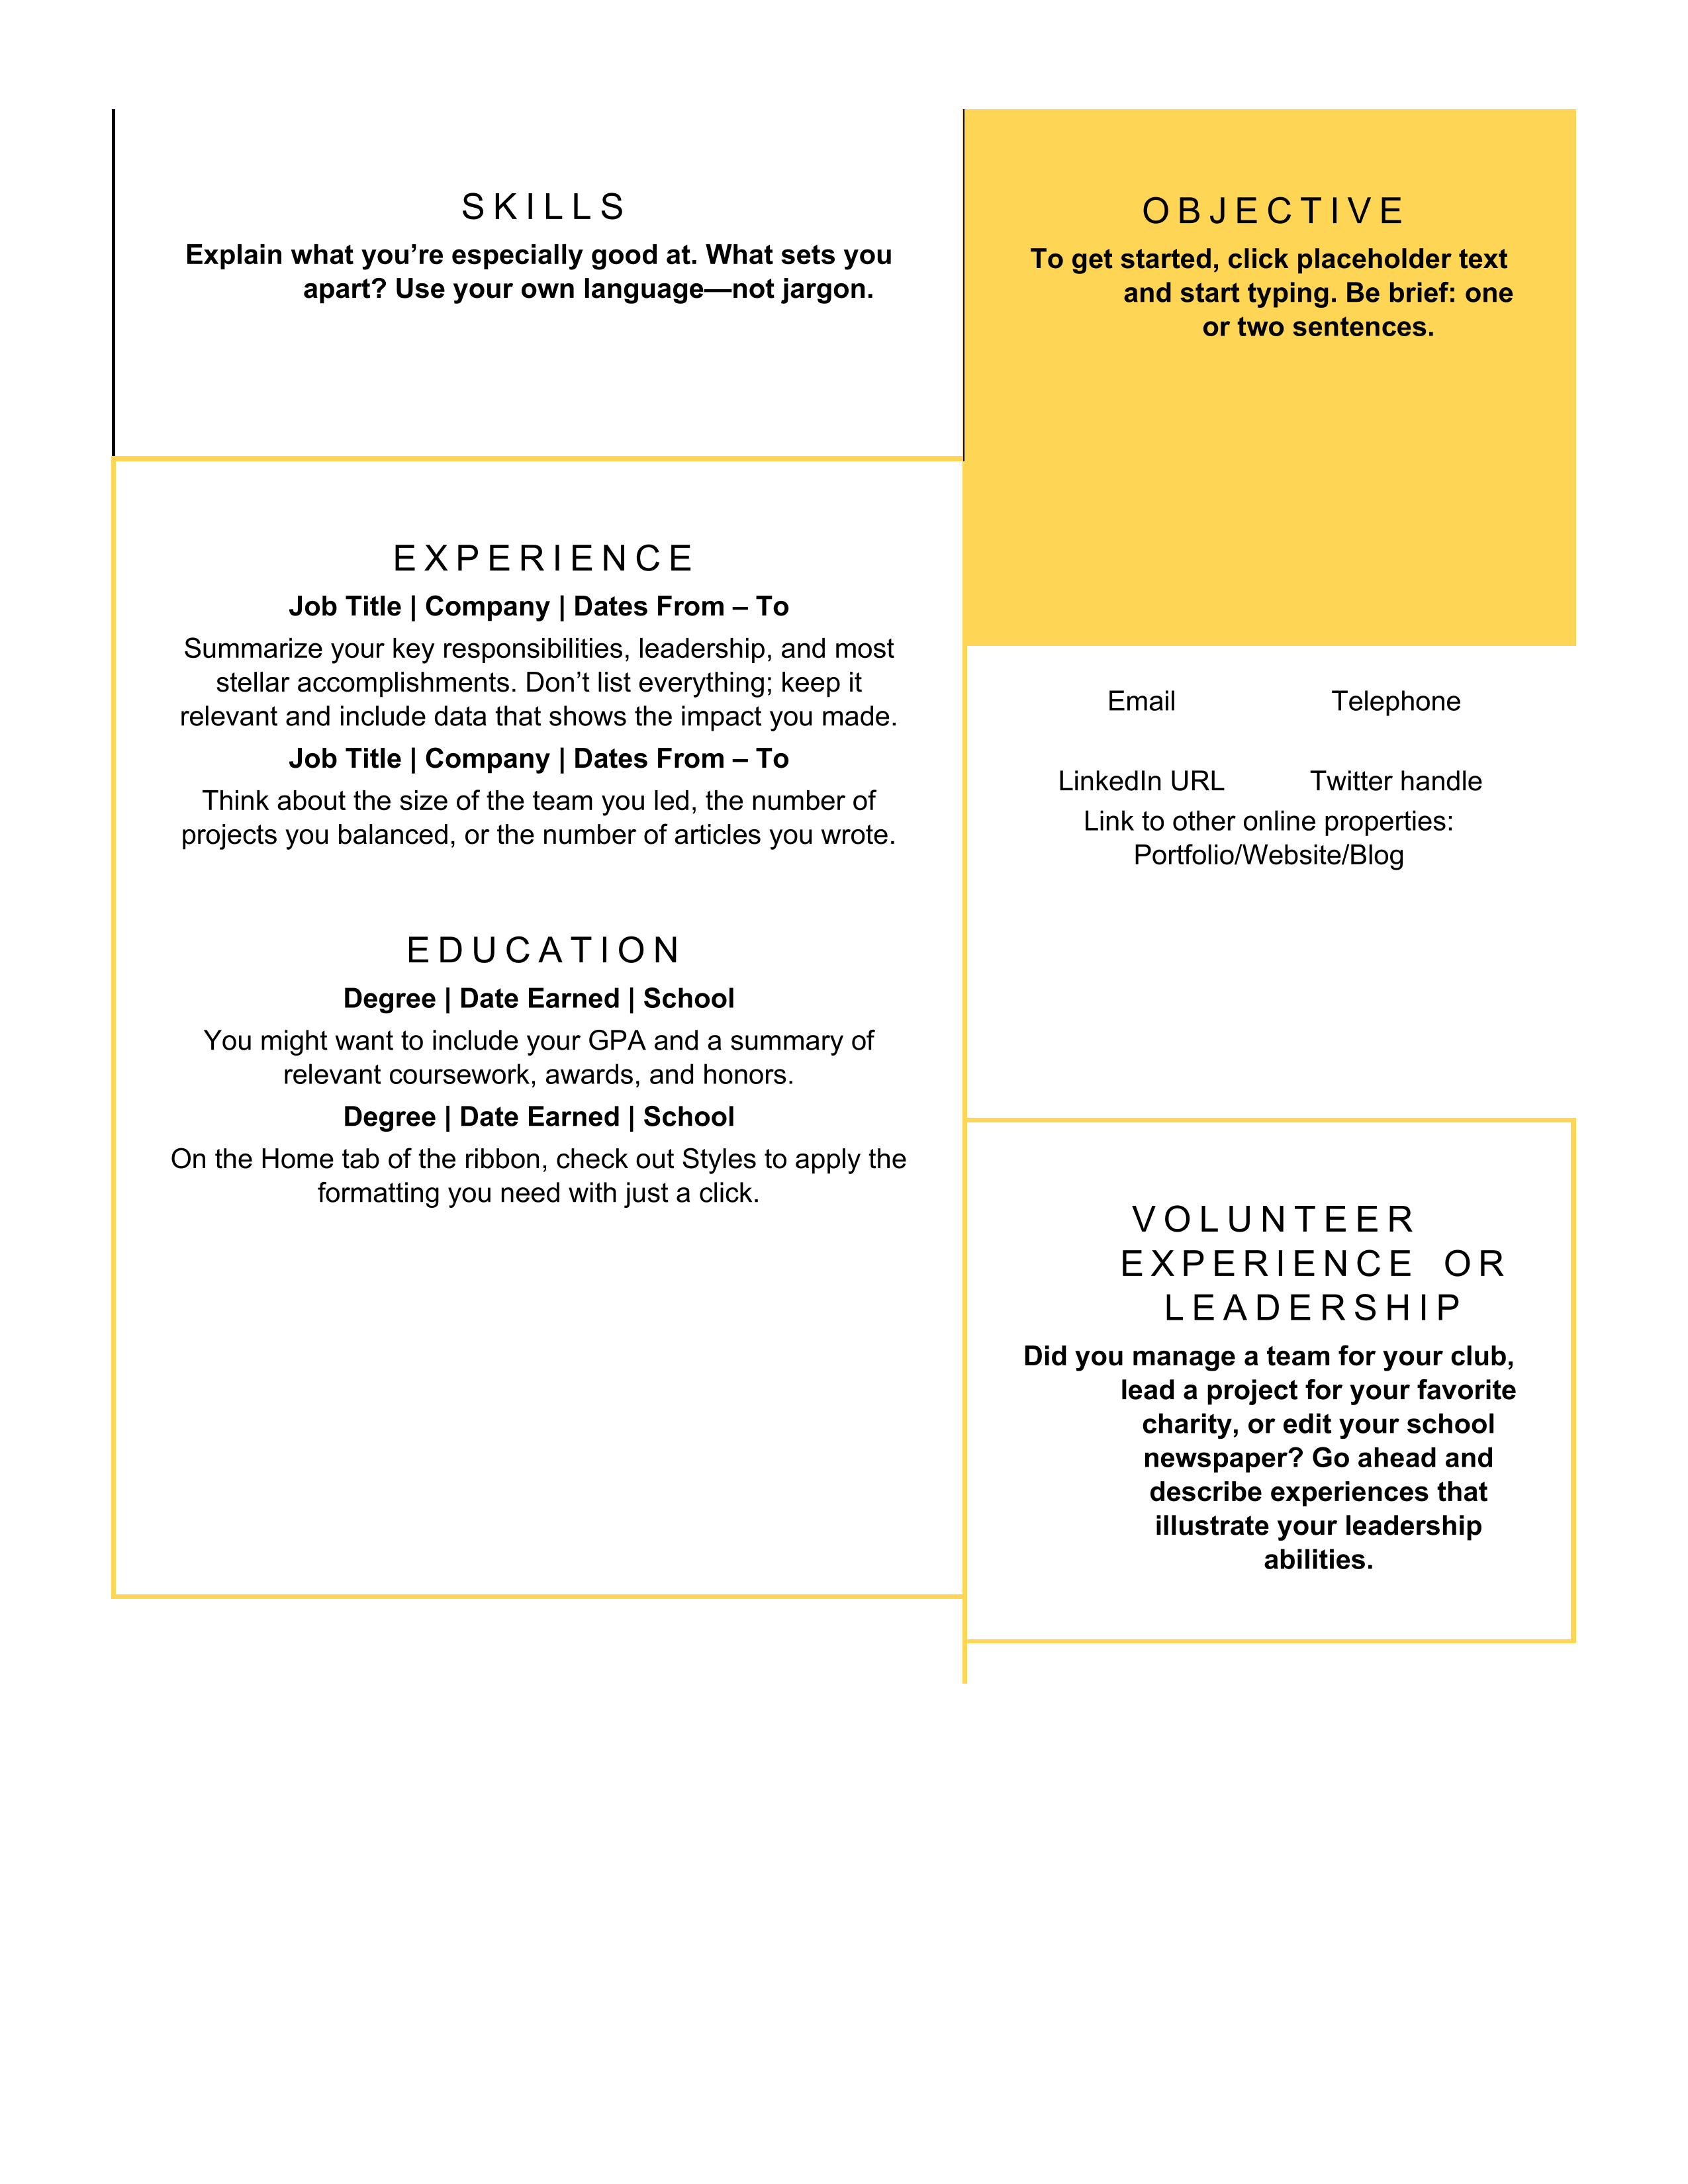 SKILLS
Explain what you’re especially good at. What sets you
apart? Use your own language—not jargon.
EXPERIENCE
Job Title | Company | Dates From – To
Summarize your key responsibilities, leadership, and most
stellar accomplishments. Don’t list everything; keep it
relevant and include data that shows the impact you made.
Job Title | Company | Dates From – To
Think about the size of the team you led, the number of
projects you balanced, or the number of articles you wrote.
EDUCATION
Degree | Date Earned | School
You might want to include your GPA and a summary of
relevant coursework, awards, and honors.
Degree | Date Earned | School
On the Home tab of the ribbon, check out Styles to apply the
formatting you need with just a click.
OBJECTIVE
To get started, click placeholder text
and start typing. Be brief: one
or two sentences.
Email Telephone
LinkedIn URL Twitter handle
Link to other online properties:
Portfolio/Website/Blog
VOLUNTEER
EXPERIENCE OR
LEADERSHIP
Did you manage a team for your club,
lead a project for your favorite
charity, or edit your school
newspaper? Go ahead and
describe experiences that
illustrate your leadership
abilities.